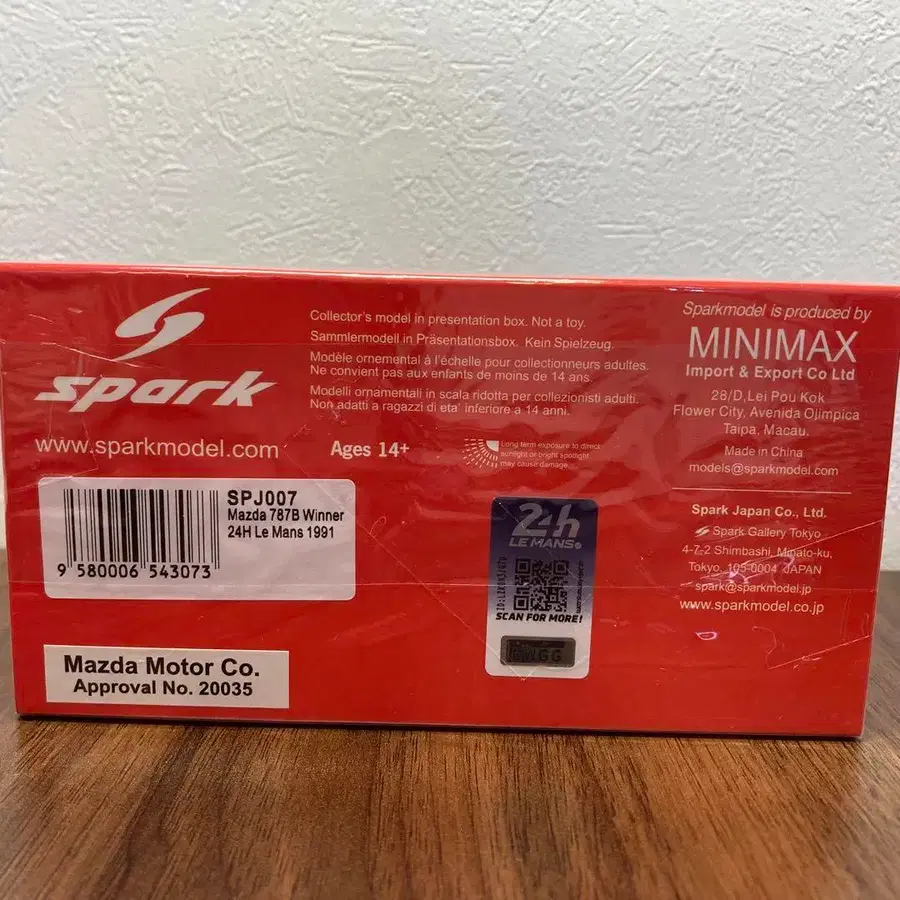 spark
www.sparkmodel.com
Collector's model in presentation box. Not a toy.
Sammlermodell in Präsentationsbox. Kein Spielzeug.
Modèle ornemental à l'échelle pour collectionneurs adultes.
Ne convient pas aux enfants de moins de 14 ans.
Modelli ornamentali in scala ridotta per collezionisti adulti.
Non adatti a ragazzi di eta' inferiore a 14 anni.
Ages 14+
Long term exposure to direct
sunlight or bright spotlight
may cause damage.
Sparkmodel is produced by
MINIMAX
Import & Export Co Ltd
28/D,Lei Pou Kok
Flower City, Avenida Ojimpica
Taipa, Macau.
Made in China
models@sparkmodel.com
Spark Japan Co., Ltd.
Spark Gallery Tokyo
4-7-2 Shimbashi, Minato-ku,
Tokyo, 105-0004 JAPAN
spark@sparkmodel.jp
www.sparkmodel.co.jp
SPJ007
Mazda 787B Winner
24H Le Mans 1991
9 580006 543073
24h
LE MANS
SCAN FOR MORE!
Mazda Motor Co.
Approval No. 20035